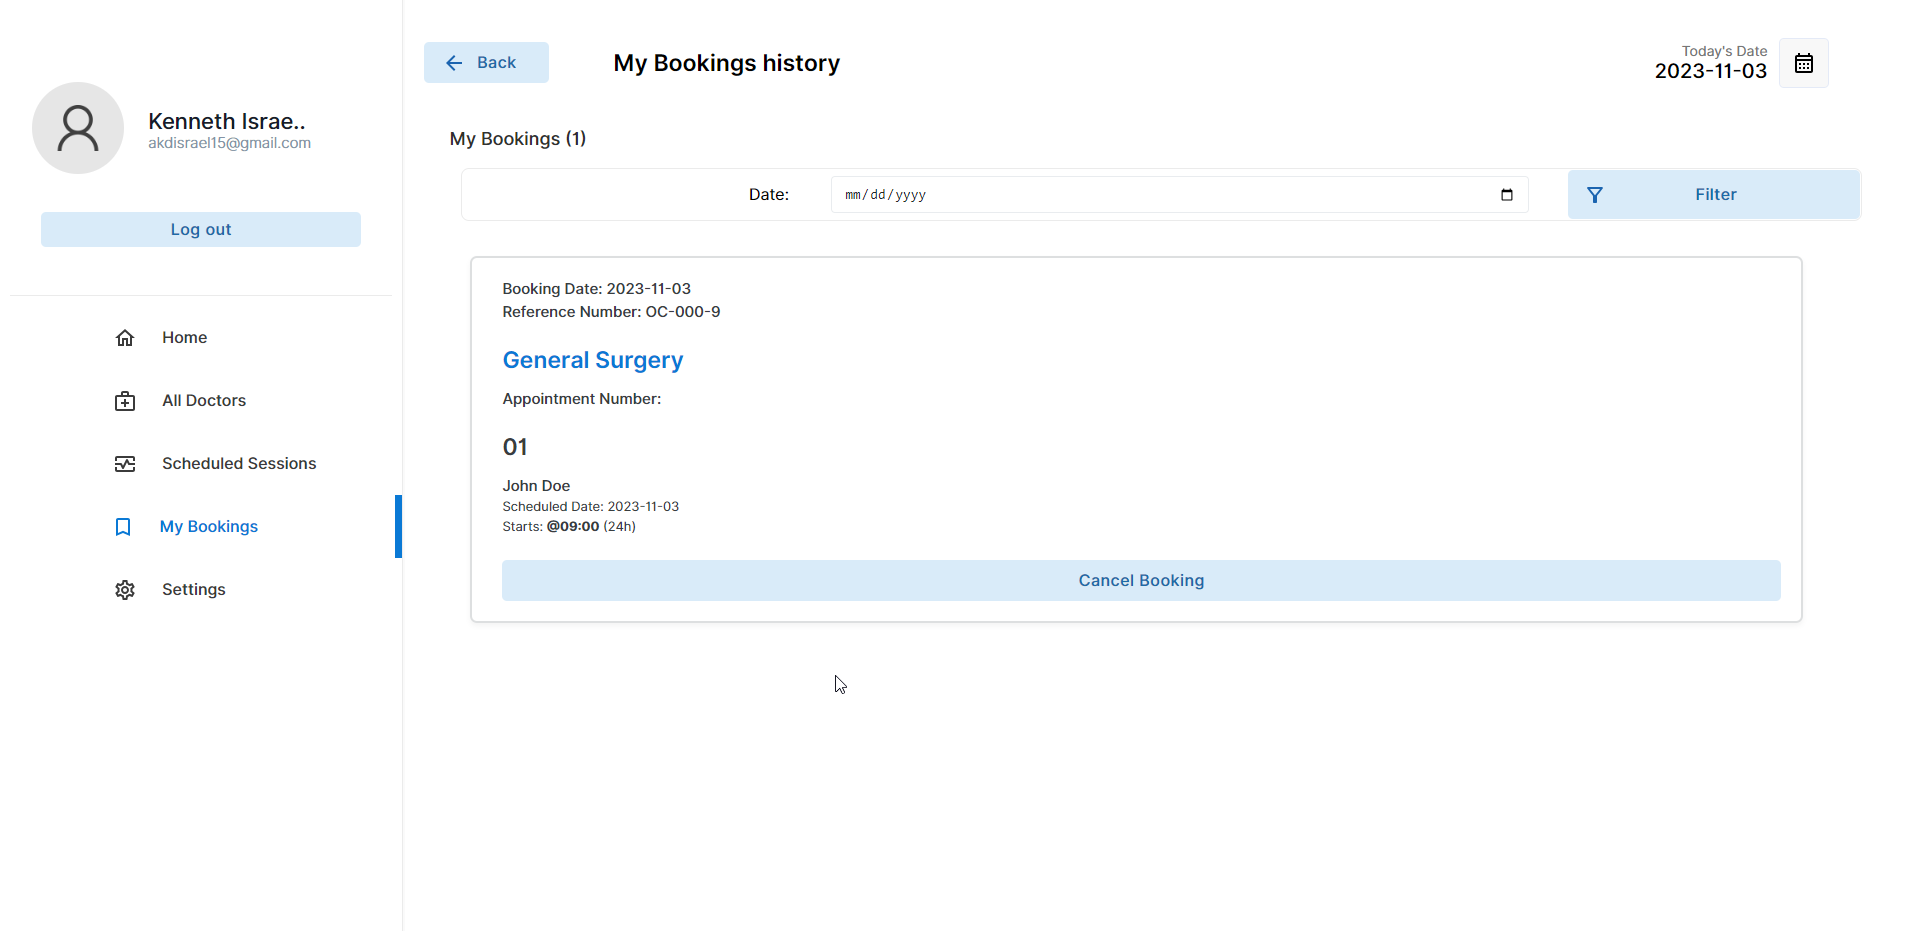 Kenneth Israe..
akdisrael15@gmail.com
Log out
Home
All Doctors
Scheduled Sessions
My Bookings
Settings
Back
My Bookings history
Today's Date
2023-11-03
My Bookings (1)
Date:
mm/dd/yyyy
Filter
Booking Date: 2023-11-03
Reference Number: OC-000-9
General Surgery
Appointment Number:
01
John Doe
Scheduled Date: 2023-11-03
Starts: @09:00 (24h)
Cancel Booking